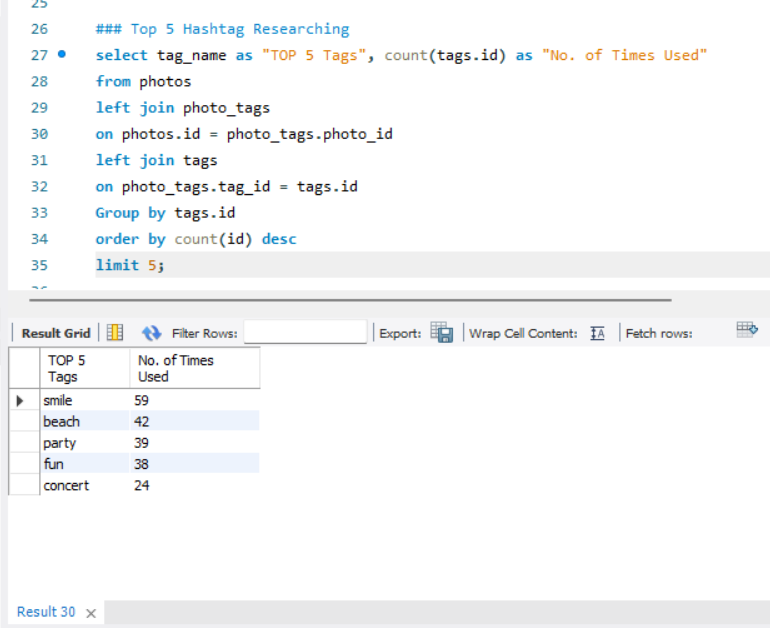 25
26 ### Top 5 Hashtag Researching
27 select tag_name as "TOP 5 Tags", count(tags.id) as "No. of Times Used"
28 from photos
29 left join photo_tags
30 on photos.id = photo_tags.photo_id
31 left join tags
32 on photo_tags.tag_id = tags.id
33 Group by tags.id
34 order by count(id) desc
35 limit 5;
Result Grid Filter Rows: Export: Wrap Cell Content: IA Fetch rows:
TOP 5 No. of Times
Tags Used
smile 59
beach 42
party 39
fun 38
concert 24
Result 30 ×